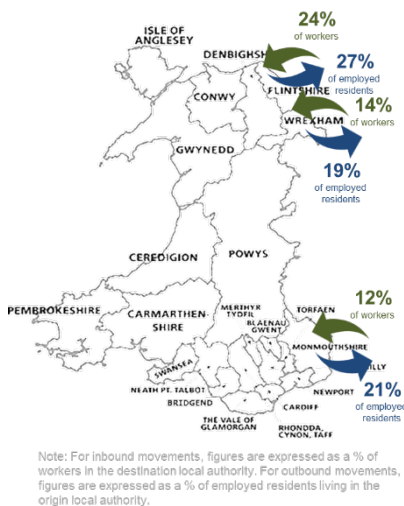 24%
of workers
ISLE OF
ANGLESEY
DENBIGHSH
27%
of employed
residents
FLINTSHIRE
CONWY
14%
of workers
WREXHAM
GWYNEDD
19%
of employed
residents
CEREDIGION
POWYS
12%
of workers
PEMBROKESHIRE
CARMARTHEN-
SHIRE
MERTHYR
TYDFIL
TORFAEN
BLAENAU
GWENT
MONMOUTHSHIRE
SWANSEA
ILLY
21%
of employed
residents
NEATH PT. TALBOT
NEWPORT
BRIDGEND
CARDIFF
THE VALE OF
GLAMORGAN
RHONDDA,
CYNON, TAFF
Note: For inbound movements, figures are expressed as a % of
workers in the destination local authority. For outbound movements,
figures are expressed as a % of employed residents living in the
origin local authority.